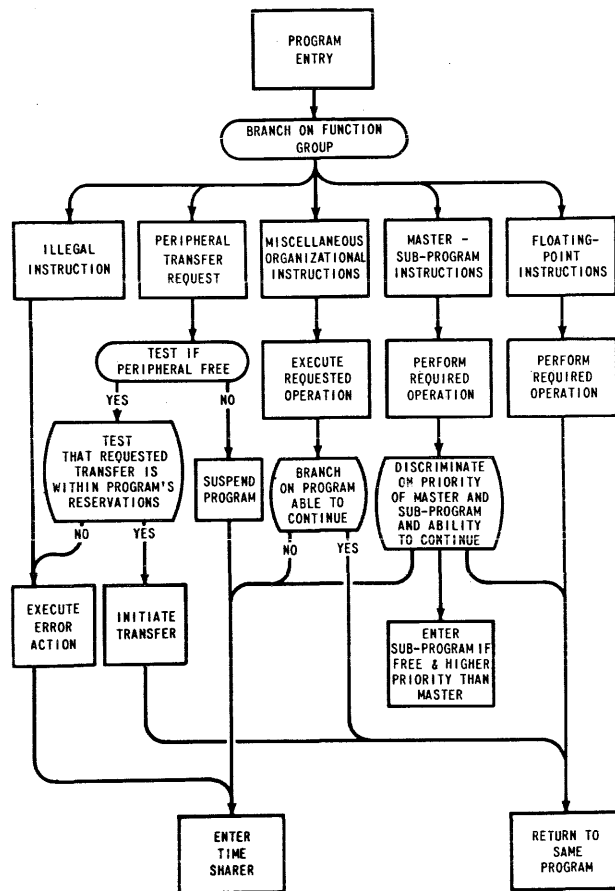 PROGRAM
ENTRY
BRANCH ON FUNCTION
GROUP
ILLEGAL
INSTRUCTION
PERIPHERAL
TRANSFER
REQUEST
MISCELLANEOUS
ORGANIZATIONAL
INSTRUCTIONS
MASTER -
SUB-PROGRAM
INSTRUCTIONS
FLOATING-
POINT
INSTRUCTIONS
TEST IF
PERIPHERAL FREE
EXECUTE
REQUESTED
OPERATION
PERFORM
REQUIRED
OPERATION
PERFORM
REQUIRED
OPERATION
YES
NO
TEST
THAT REQUESTED
TRANSFER IS
WITHIN PROGRAM'S
RESERVATIONS
SUSPEND
PROGRAM
BRANCH
ON PROGRAM
ABLE TO
CONTINUE
DISCRIMINATE
ON PRIORITY
OF MASTER AND
SUB-PROGRAM
AND ABILITY
TO CONTINUE
NO
YES
NO
YES
EXECUTE
ERROR
ACTION
INITIATE
TRANSFER
ENTER
SUB-PROGRAM IF
FREE & HIGHER
PRIORITY THAN
MASTER
ENTER
TIME
SHARER
RETURN TO
SAME
PROGRAM